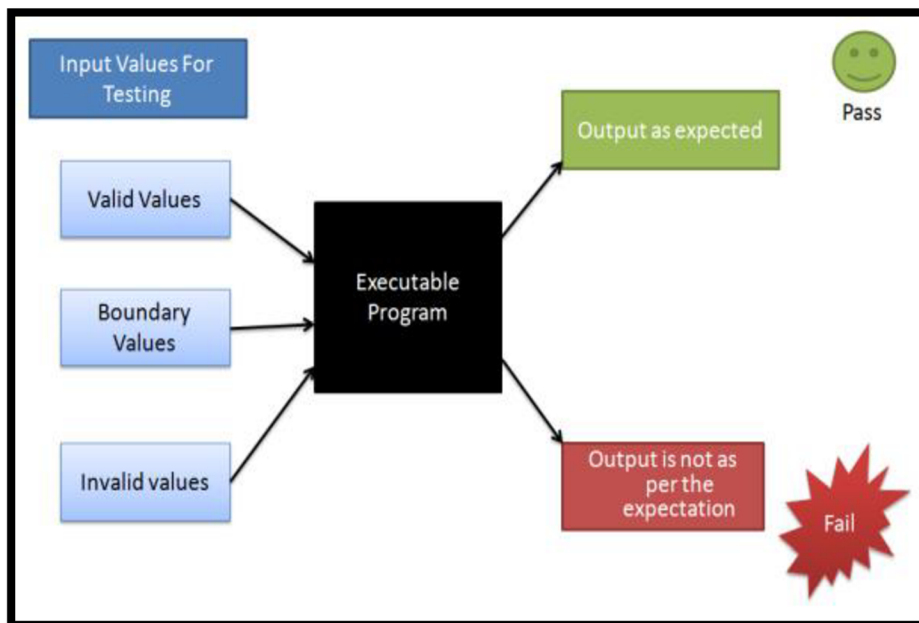 Input Values For
Testing
Valid Values
Boundary
Values
Invalid values
Executable
Program
Output as expected
Pass
Output is not as
per the
expectation
Fail